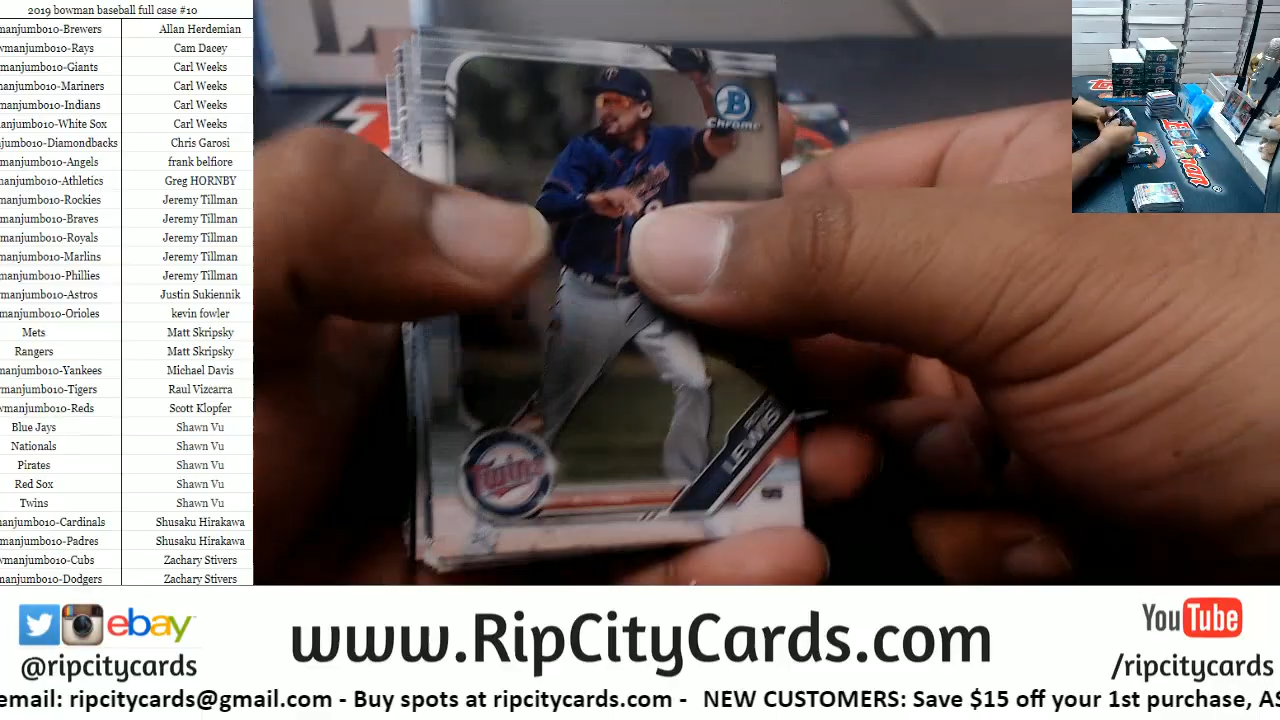 2019 bowman baseball full case #10
manjumbo10-Brewers Allan Herdemian
wmanjumbo10-Rays Cam Dacey
manjumbo10-Giants Carl Weeks
manjumbo10-Mariners Carl Weeks
manjumbo10-Indians Carl Weeks
manjumbo10-White Sox Carl Weeks
njumbo10-Diamondbacks Chris Garosi
manjumbo10-Angels frank belfiore
manjumbo10-Athletics Greg HORNBY
manjumbo10-Rockies Jeremy Tillman
manjumbo10-Braves Jeremy Tillman
manjumbo10-Royals Jeremy Tillman
manjumbo10-Marlins Jeremy Tillman
manjumbo10-Phillies Jeremy Tillman
manjumbo10-Astros Justin Sukiennik
manjumbo10-Orioles kevin fowler
Mets Matt Skripsky
Rangers Matt Skripsky
manjumbo10-Yankees Michael Davis
wmanjumbo10-Tigers Raul Vizcarra
wmanjumbo10-Reds Scott Klopfer
Blue Jays Shawn Vu
Nationals Shawn Vu
Pirates Shawn Vu
Red Sox Shawn Vu
Twins Shawn Vu
manjumbo10-Cardinals Shusaku Hirakawa
manjumbo10-Padres Shusaku Hirakawa
wmanjumbo10-Cubs Zachary Stivers
manjumbo10-Dodgers Zachary Stivers
B
Chrome
LEWIS
Twins
ebay
@ripcitycards
www.RipCityCards.com
YouTube
/ripcitycards
email: ripcitycards@gmail.com - Buy spots at ripcitycards.com - NEW CUSTOMERS: Save $15 off your 1st purchase, AS